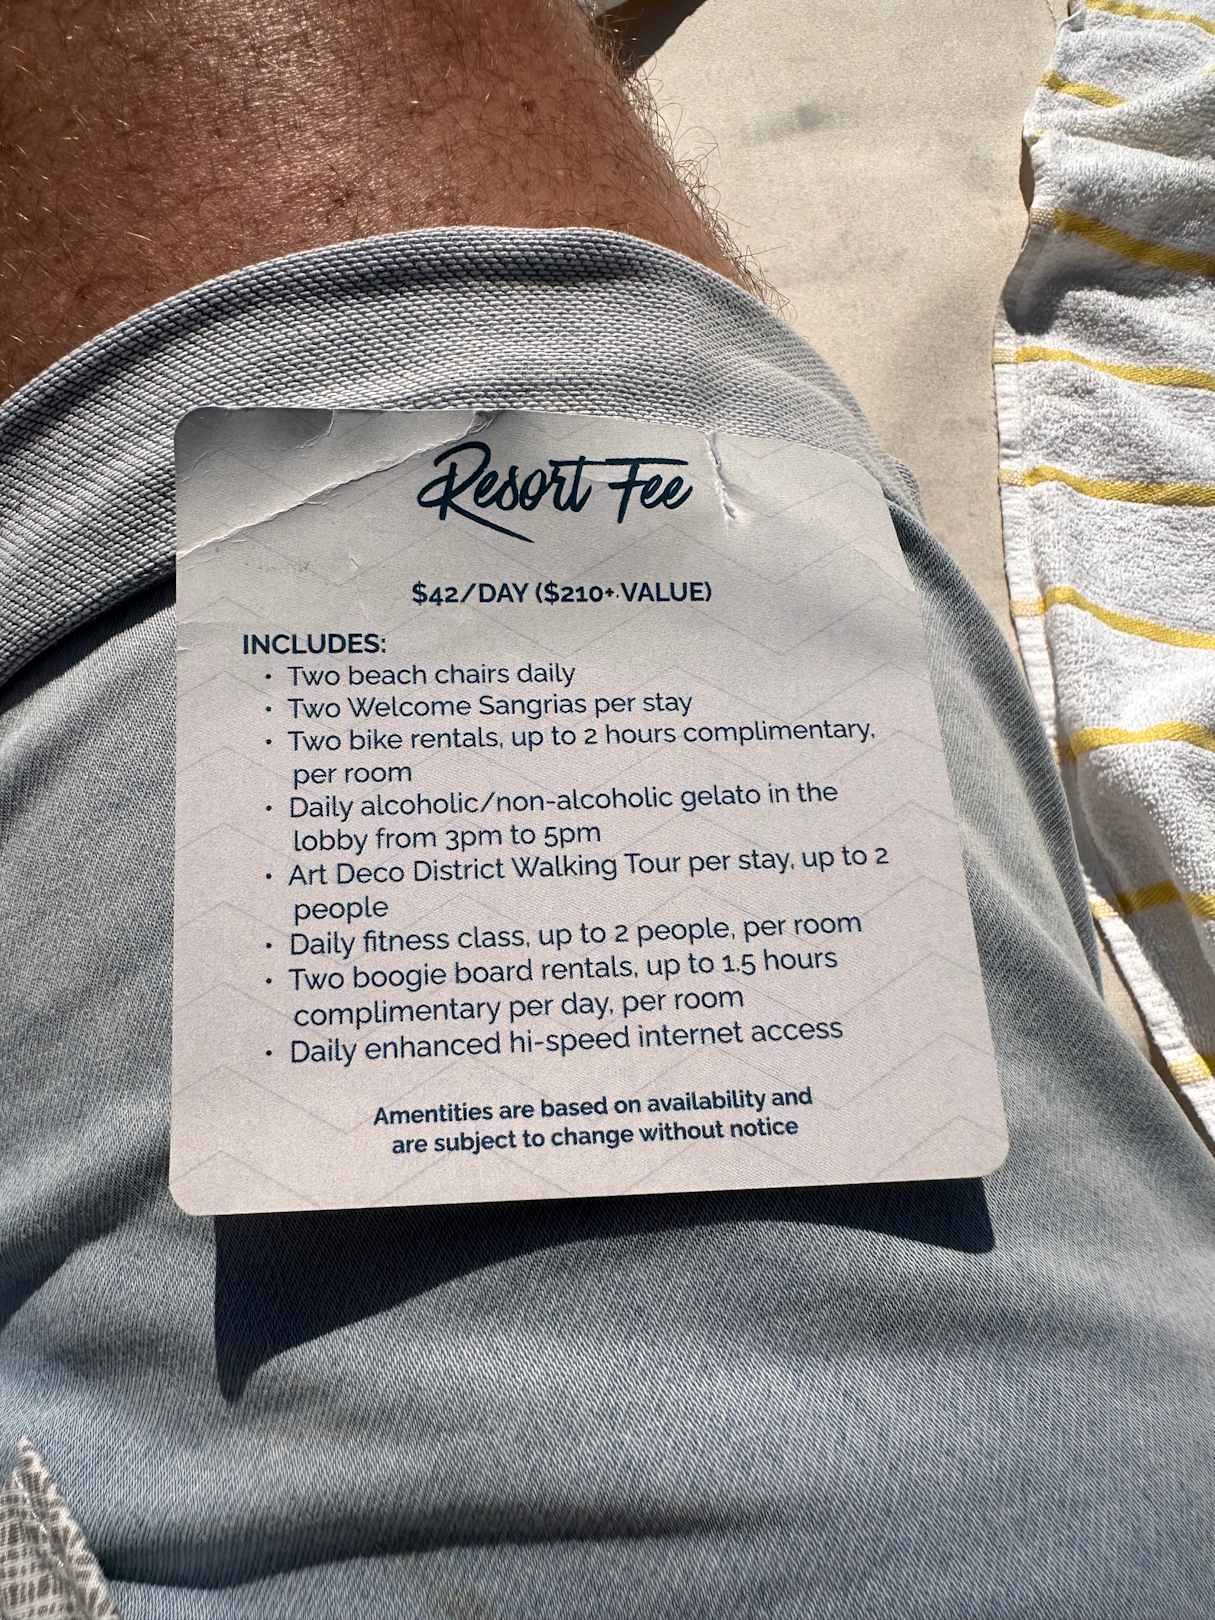 Resort Fee
$42/DAY ($210+ VALUE)
INCLUDES:
• Two beach chairs daily
• Two Welcome Sangrias per stay
• Two bike rentals, up to 2 hours complimentary,
per room
• Daily alcoholic/non-alcoholic gelato in the
lobby from 3pm to 5pm
• Art Deco District Walking Tour per stay, up to 2
people
• Daily fitness class, up to 2 people, per room
• Two boogie board rentals, up to 1.5 hours
complimentary per day, per room
• Daily enhanced hi-speed internet access
Amentities are based on availability and
are subject to change without notice